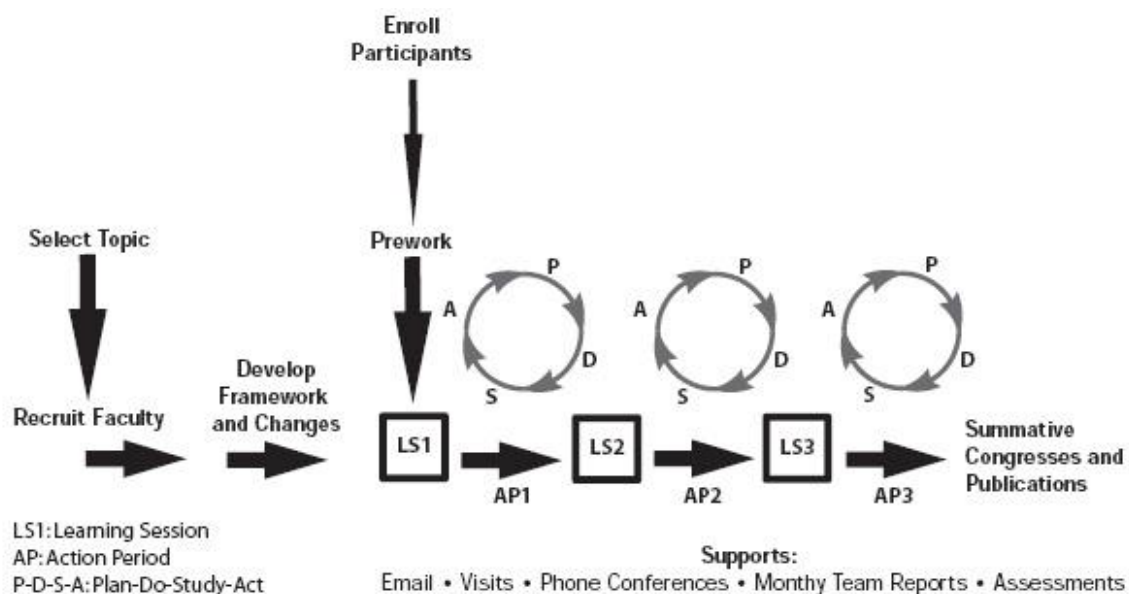 Enroll
Participants
Select Topic
Prework
P
A
D
S
P
A
D
S
P
A
D
S
Recruit Faculty
Develop
Framework
and Changes
LS1
AP1
LS2
AP2
LS3
AP3
Summative
Congresses and
Publications
LS1: Learning Session
AP: Action Period
P-D-S-A: Plan-Do-Study-Act
Supports:
Email • Visits • Phone Conferences • Monthy Team Reports • Assessments